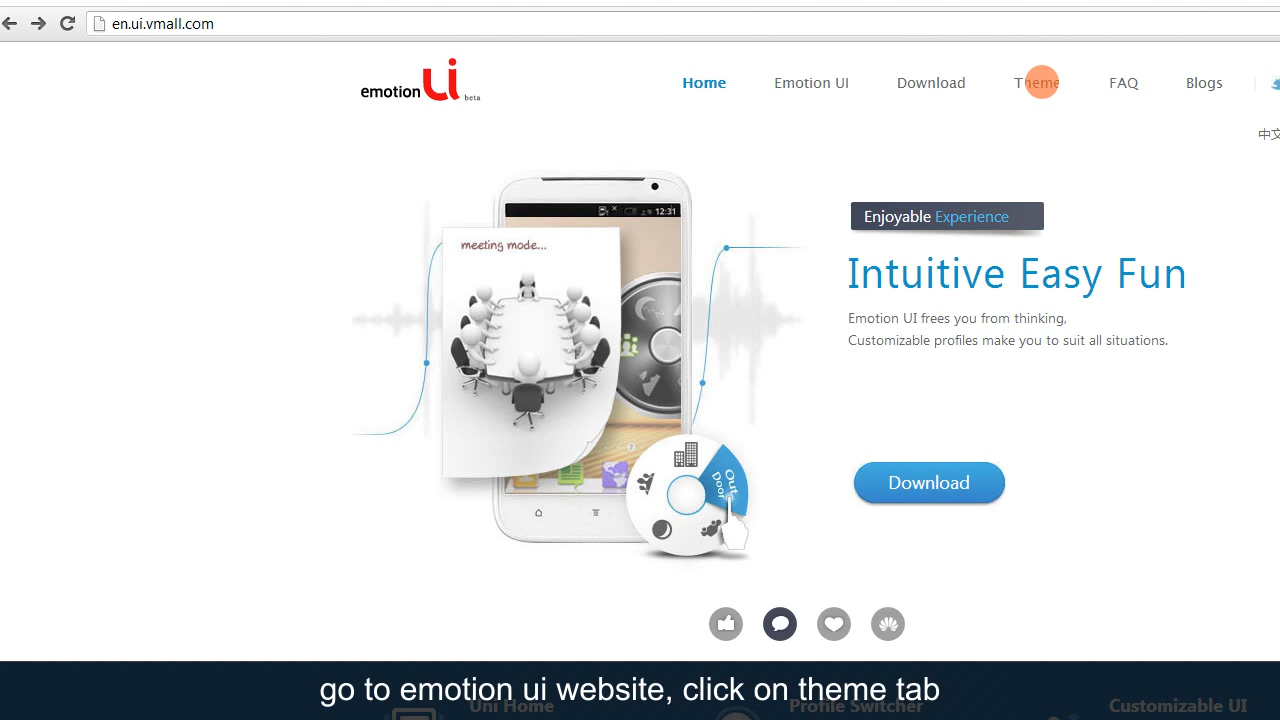 en.ui.vmall.com
emotion ui beta
Home Emotion UI Download Theme FAQ Blogs
中文
meeting mode...
12:31
Enjoyable Experience
Intuitive Easy Fun
Emotion UI frees you from thinking,
Customizable profiles make you to suit all situations.
Out Door
Download
go to emotion ui website, click on theme tab
Uni Home Profile Switcher Customizable UI